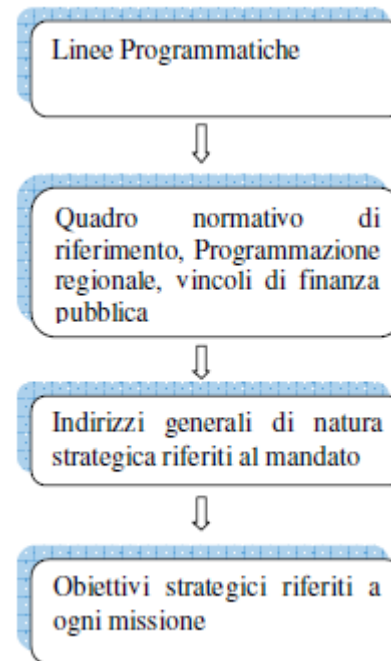 Linee Programmatiche
Quadro normativo di
riferimento, Programmazione
regionale, vincoli di finanza
pubblica
Indirizzi generali di natura
strategica riferiti al mandato
Obiettivi strategici riferiti a
ogni missione